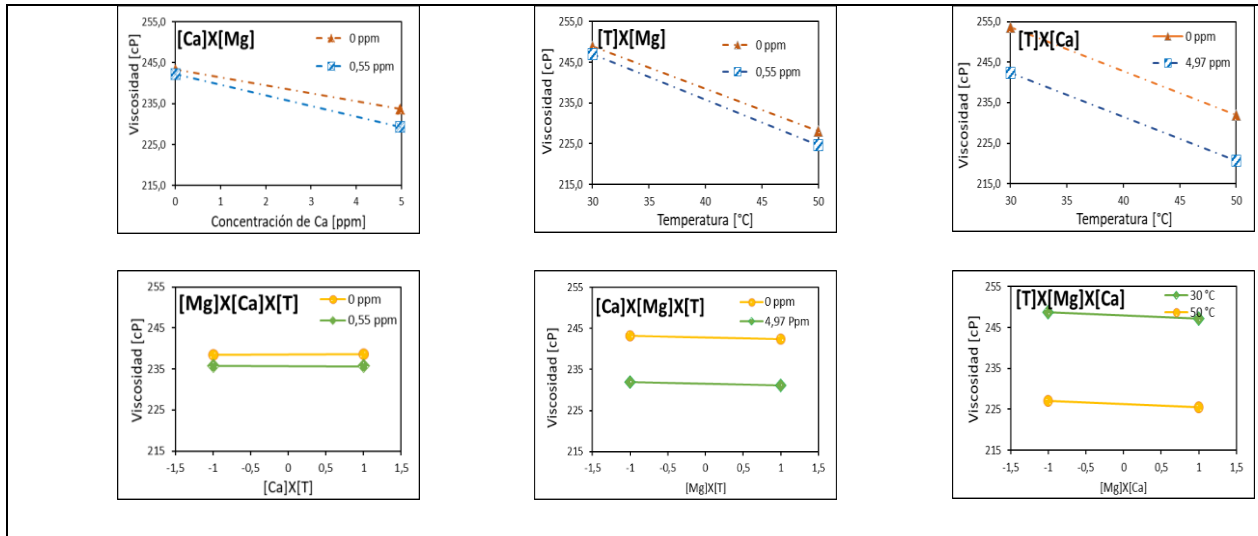 [Ca]X[Mg]
0 ppm
0,55 ppm
Viscosidad [cP]
255,0
245,0
235,0
225,0
215,0
0 1 2 3 4 5
Concentración de Ca [ppm]
[T]X[Mg]
0 ppm
0,55 ppm
Viscosidad [cP]
255,0
245,0
235,0
225,0
215,0
30 35 40 45 50
Temperatura [°C]
[T]X[Ca]
0 ppm
4,97 ppm
Viscosidad [cP]
255,0
245,0
235,0
225,0
215,0
30 35 40 45 50
Temperatura [°C]
[Mg]X[Ca]X[T]
0 ppm
0,55 ppm
Viscosidad [cP]
255
245
235
225
215
-1,5 -1 -0,5 0 0,5 1 1,5
[Ca]X[T]
[Ca]X[Mg]X[T]
0 ppm
4,97 Ppm
Viscosidad [cP]
255
245
235
225
215
-1,5 -1 -0,5 0 0,5 1 1,5
[Mg]X[T]
[T]X[Mg]X[Ca]
30 °C
50 °C
Viscosidad [cP]
255
245
235
225
215
-1,5 -1 -0,5 0 0,5 1 1,5
[Mg]X[Ca]